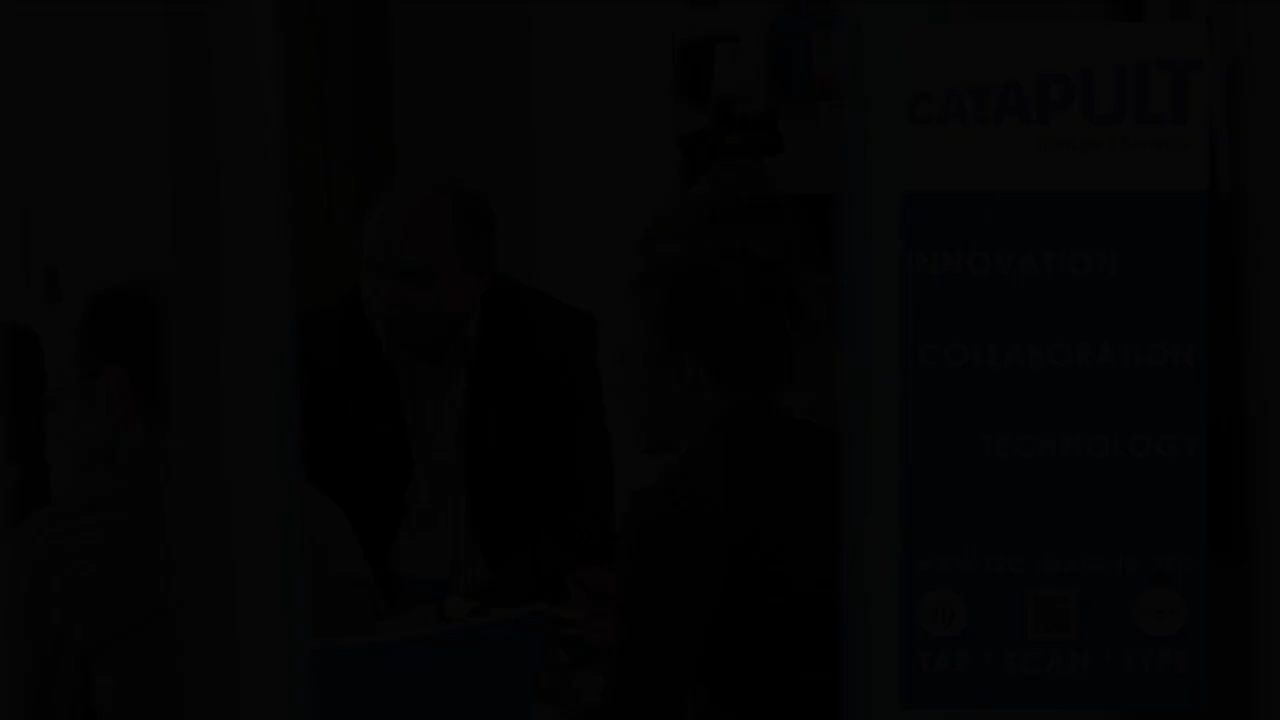 CATAPULT
INNOVATION
COLLABORATION
TECHNOLOGY
TAP * SCAN * TYPE